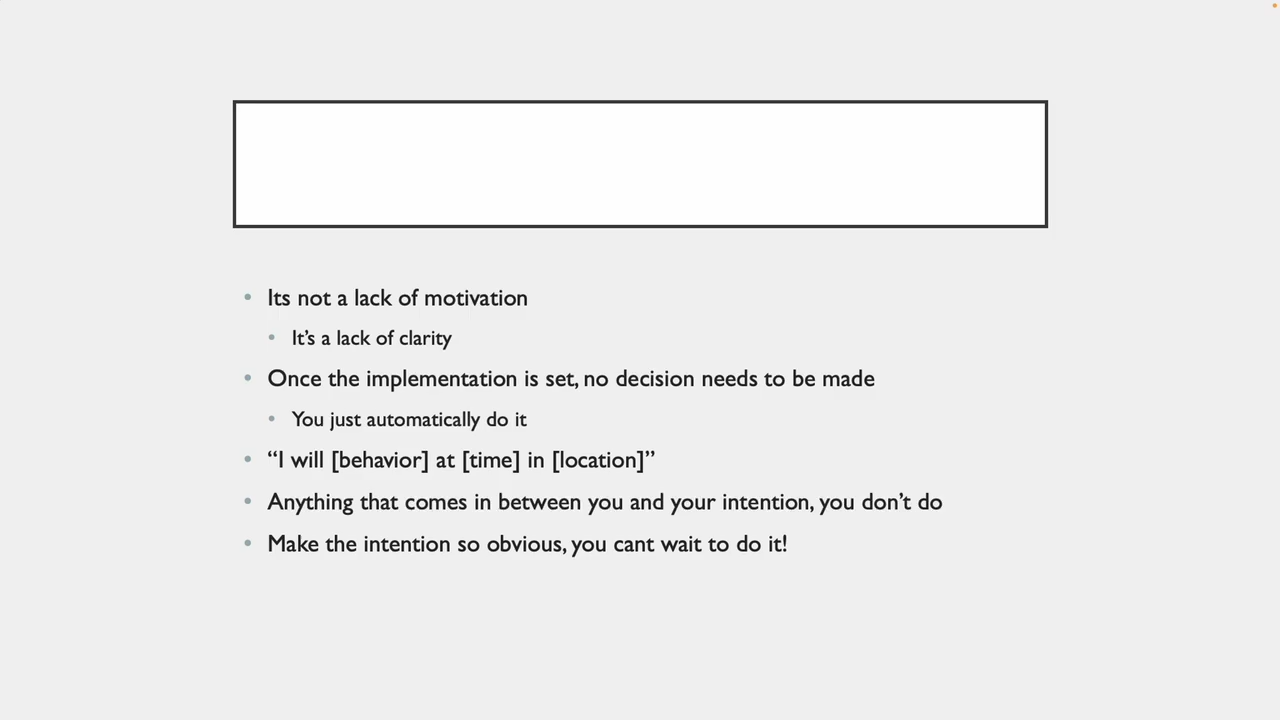 Its not a lack of motivation
It’s a lack of clarity
Once the implementation is set, no decision needs to be made
You just automatically do it
“I will [behavior] at [time] in [location]”
Anything that comes in between you and your intention, you don’t do
Make the intention so obvious, you cant wait to do it!